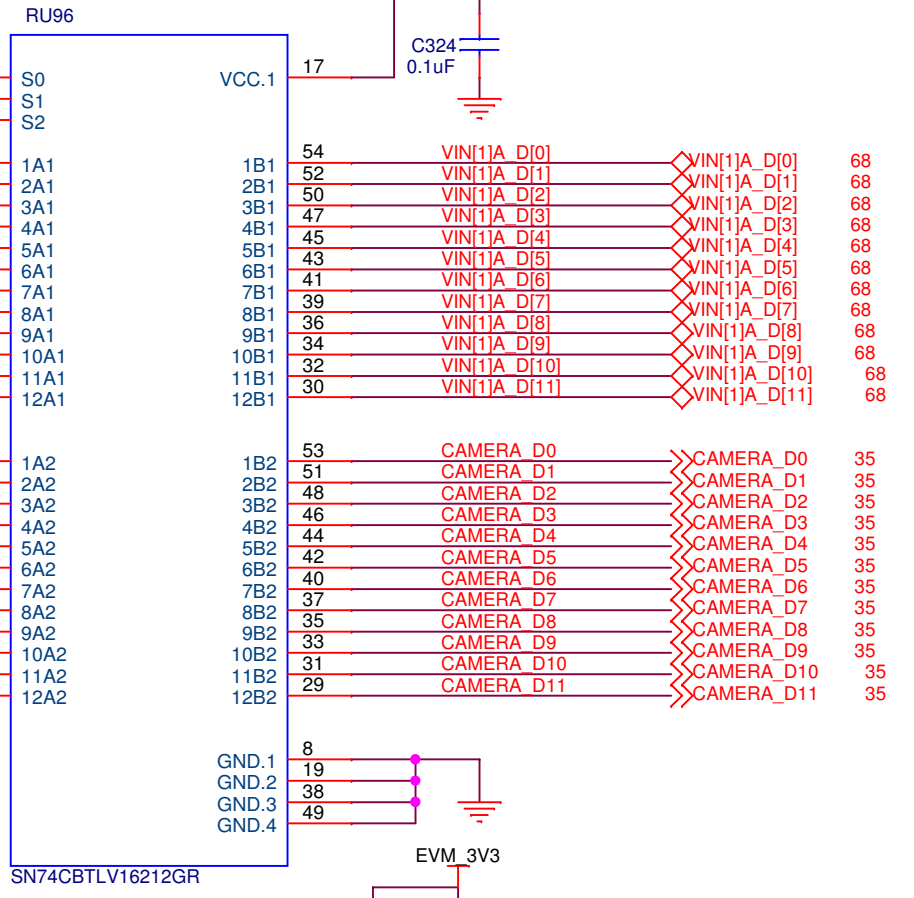 RU96
C324
0.1uF
S0 VCC.1 17
S1
S2
1A1 1B1 54 VIN[1]A_D[0] VIN[1]A_D[0] 68
2A1 2B1 52 VIN[1]A_D[1] VIN[1]A_D[1] 68
3A1 3B1 50 VIN[1]A_D[2] VIN[1]A_D[2] 68
4A1 4B1 47 VIN[1]A_D[3] VIN[1]A_D[3] 68
5A1 5B1 45 VIN[1]A_D[4] VIN[1]A_D[4] 68
6A1 6B1 43 VIN[1]A_D[5] VIN[1]A_D[5] 68
7A1 7B1 41 VIN[1]A_D[6] VIN[1]A_D[6] 68
8A1 8B1 39 VIN[1]A_D[7] VIN[1]A_D[7] 68
9A1 9B1 36 VIN[1]A_D[8] VIN[1]A_D[8] 68
10A1 10B1 34 VIN[1]A_D[9] VIN[1]A_D[9] 68
11A1 11B1 32 VIN[1]A_D[10] VIN[1]A_D[10] 68
12A1 12B1 30 VIN[1]A_D[11] VIN[1]A_D[11] 68
1A2 1B2 53 CAMERA_D0 CAMERA_D0 35
2A2 2B2 51 CAMERA_D1 CAMERA_D1 35
3A2 3B2 48 CAMERA_D2 CAMERA_D2 35
4A2 4B2 46 CAMERA_D3 CAMERA_D3 35
5A2 5B2 44 CAMERA_D4 CAMERA_D4 35
6A2 6B2 42 CAMERA_D5 CAMERA_D5 35
7A2 7B2 40 CAMERA_D6 CAMERA_D6 35
8A2 8B2 37 CAMERA_D7 CAMERA_D7 35
9A2 9B2 35 CAMERA_D8 CAMERA_D8 35
10A2 10B2 33 CAMERA_D9 CAMERA_D9 35
11A2 11B2 31 CAMERA_D10 CAMERA_D10 35
12A2 12B2 29 CAMERA_D11 CAMERA_D11 35
GND.1 8
GND.2 19
GND.3 38
GND.4 49
EVM_3V3
SN74CBTLV16212GR